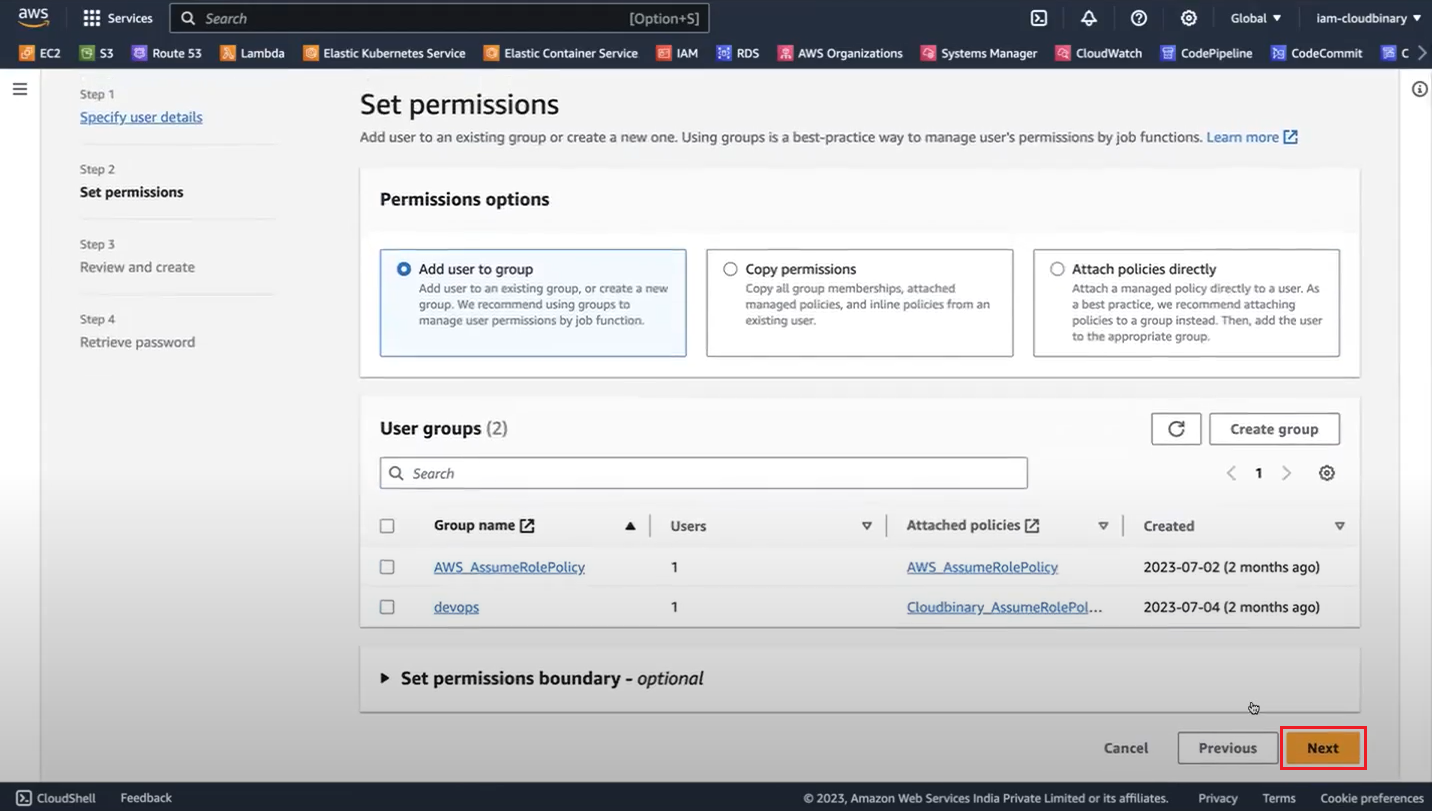 aws Services Search [Option+S] Global iam-cloudbinary
EC2 S3 Route 53 Lambda Elastic Kubernetes Service Elastic Container Service IAM RDS AWS Organizations Systems Manager CloudWatch CodePipeline CodeCommit C
Step 1
Specify user details
Step 2
Set permissions
Step 3
Review and create
Step 4
Retrieve password
Set permissions
Add user to an existing group or create a new one. Using groups is a best-practice way to manage user's permissions by job functions. Learn more
Permissions options
Add user to group
Add user to an existing group, or create a new
group. We recommend using groups to
manage user permissions by job function.
Copy permissions
Copy all group memberships, attached
managed policies, and inline policies from an
existing user.
Attach policies directly
Attach a managed policy directly to a user. As
a best practice, we recommend attaching
policies to a group instead. Then, add the user
to the appropriate group.
User groups (2)
Create group
Search
1
Group name Users Attached policies Created
AWS_AssumeRolePolicy 1 AWS_AssumeRolePolicy 2023-07-02 (2 months ago)
devops 1 Cloudbinary_AssumeRolePol... 2023-07-04 (2 months ago)
Set permissions boundary - optional
Cancel Previous Next
CloudShell Feedback © 2023, Amazon Web Services India Private Limited or its affiliates. Privacy Terms Cookie preferences